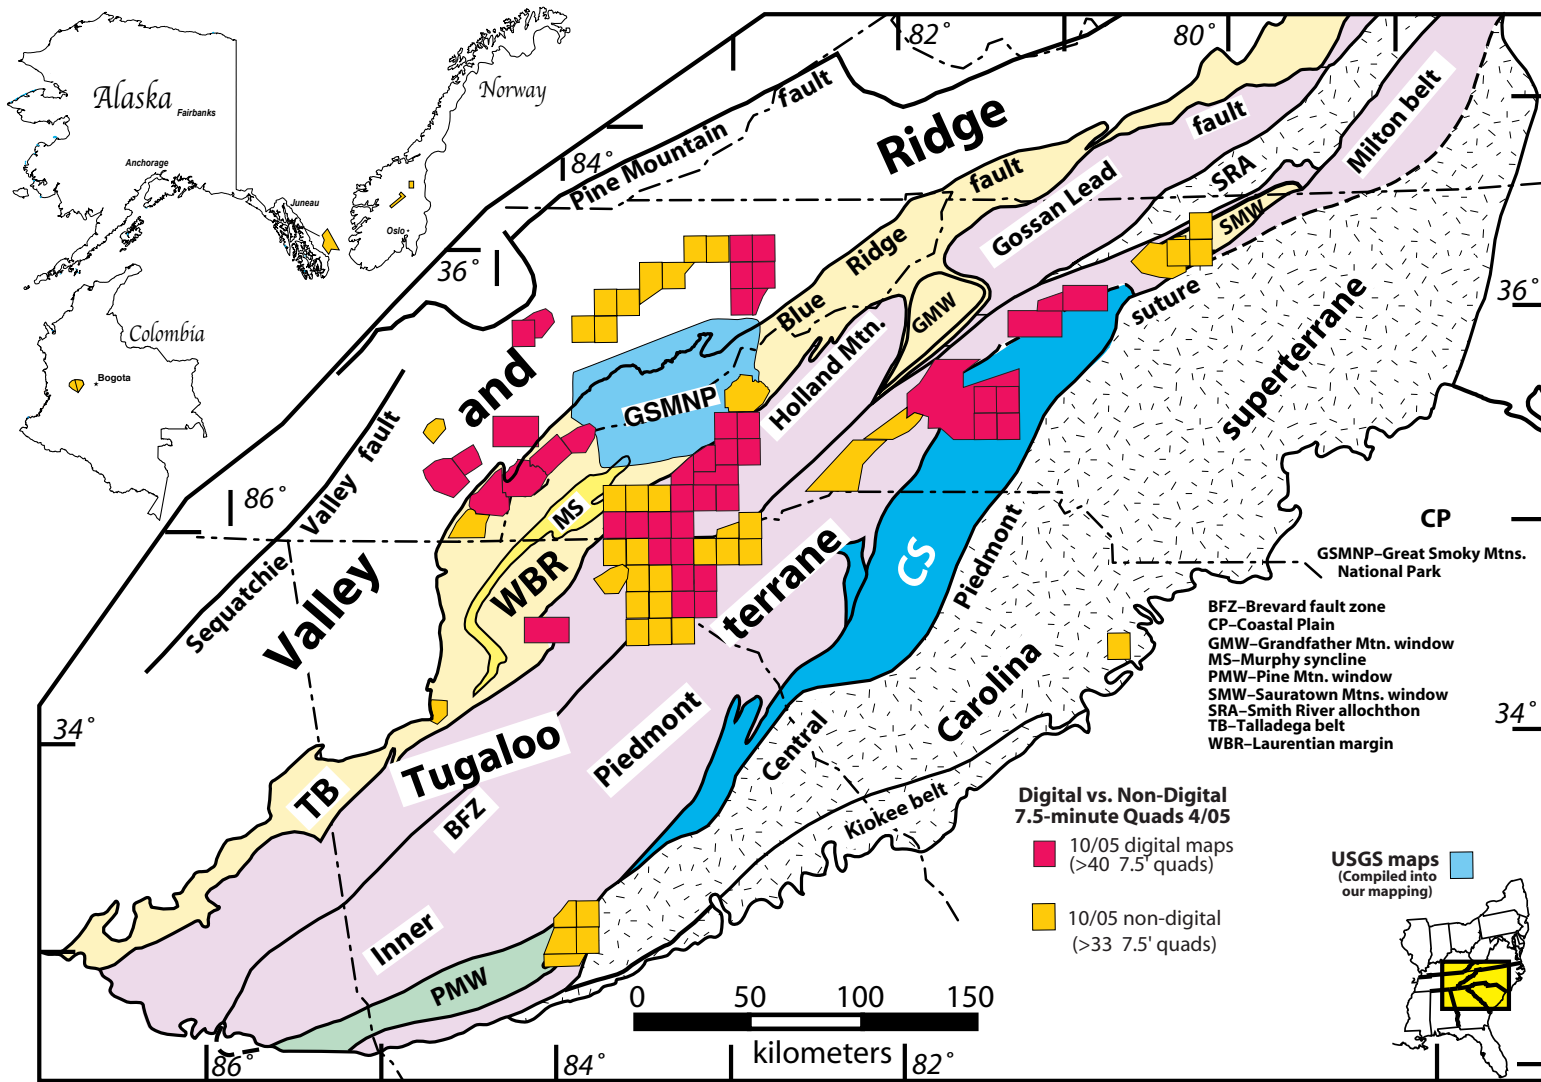 Alaska
Fairbanks
Anchorage
Juneau
Norway
Oslo
Colombia
Bogota
82°
80°
84°
36°
86°
36°
34°
34°
86°
84°
82°
Pine Mountain
fault
Valley
and
Ridge
Sequatchie
Valley
fault
Blue
Ridge
fault
Gossan Lead
fault
SRA
Milton belt
SMW
GMW
Holland Mtn.
GSMNP
suture
superterrane
MS
WBR
CS
Piedmont
terrane
Carolina
Central
Kiokee belt
Tugaloo
Piedmont
TB
BFZ
Inner
PMW
CP
GSMNP–Great Smoky Mtns.
National Park
BFZ–Brevard fault zone
CP–Coastal Plain
GMW–Grandfather Mtn. window
MS–Murphy syncline
PMW–Pine Mtn. window
SMW–Sauratown Mtns. window
SRA–Smith River allochthon
TB–Talladega belt
WBR–Laurentian margin
Digital vs. Non-Digital
7.5-minute Quads 4/05
10/05 digital maps
(>40 7.5' quads)
10/05 non-digital
(>33 7.5' quads)
USGS maps
(Compiled into
our mapping)
0 50 100 150
kilometers